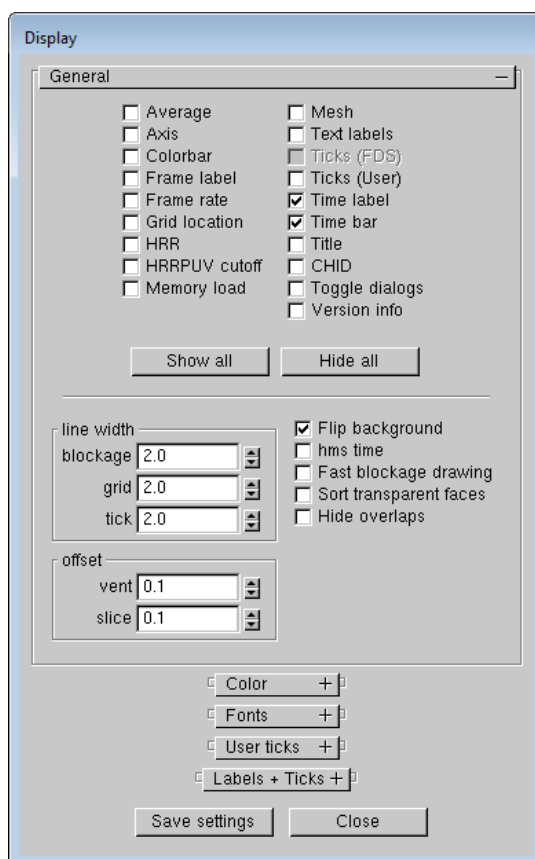 Display
General
Average
Axis
Colorbar
Frame label
Frame rate
Grid location
HRR
HRRPUV cutoff
Memory load
Mesh
Text labels
Ticks (FDS)
Ticks (User)
Time label
Time bar
Title
CHID
Toggle dialogs
Version info
Show all
Hide all
line width
blockage 2.0
grid 2.0
tick 2.0
offset
vent 0.1
slice 0.1
Flip background
hms time
Fast blockage drawing
Sort transparent faces
Hide overlaps
Color
Fonts
User ticks
Labels + Ticks
Save settings
Close